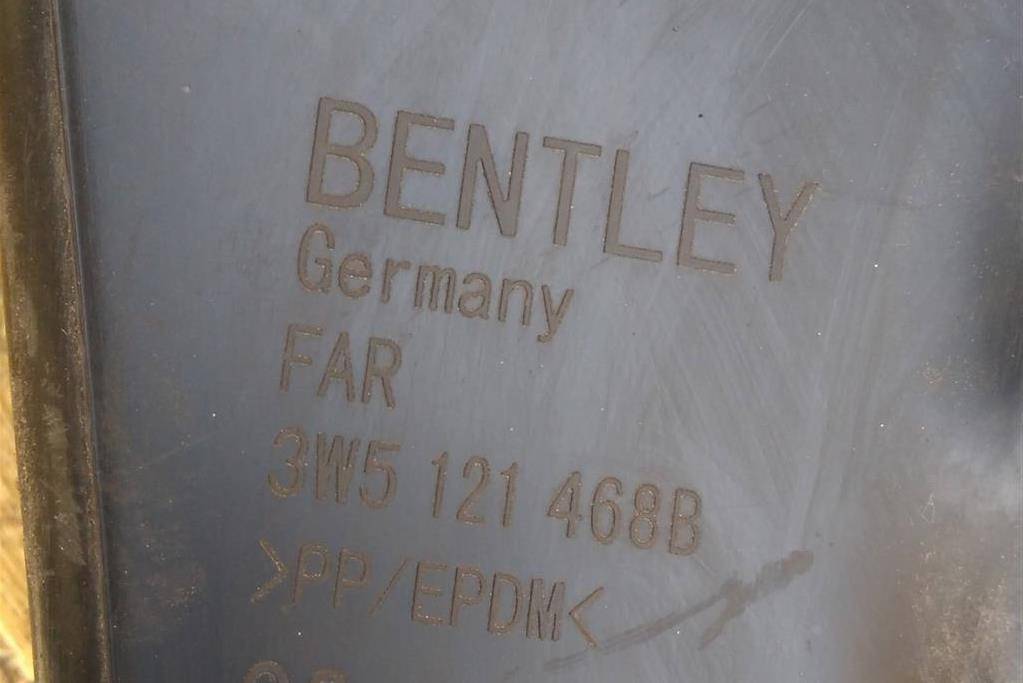 BENTLEY
Germany
FAR
3W5 121 468B
>PP/EPDM<